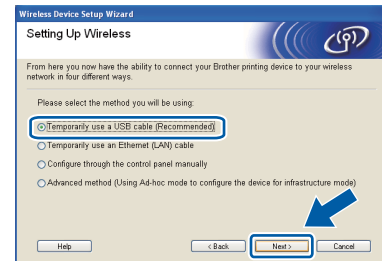 Wireless Device Setup Wizard
Setting Up Wireless
From here you now have the ability to connect your Brother printing device to your wireless
network in four different ways.
Please select the method you will be using:
Temporarily use a USB cable (Recommended)
Temporarily use an Ethernet (LAN) cable
Configure through the control panel manually
Advanced method (Using Ad-hoc mode to configure the device for infrastructure mode)
Help
< Back
Next >
Cancel